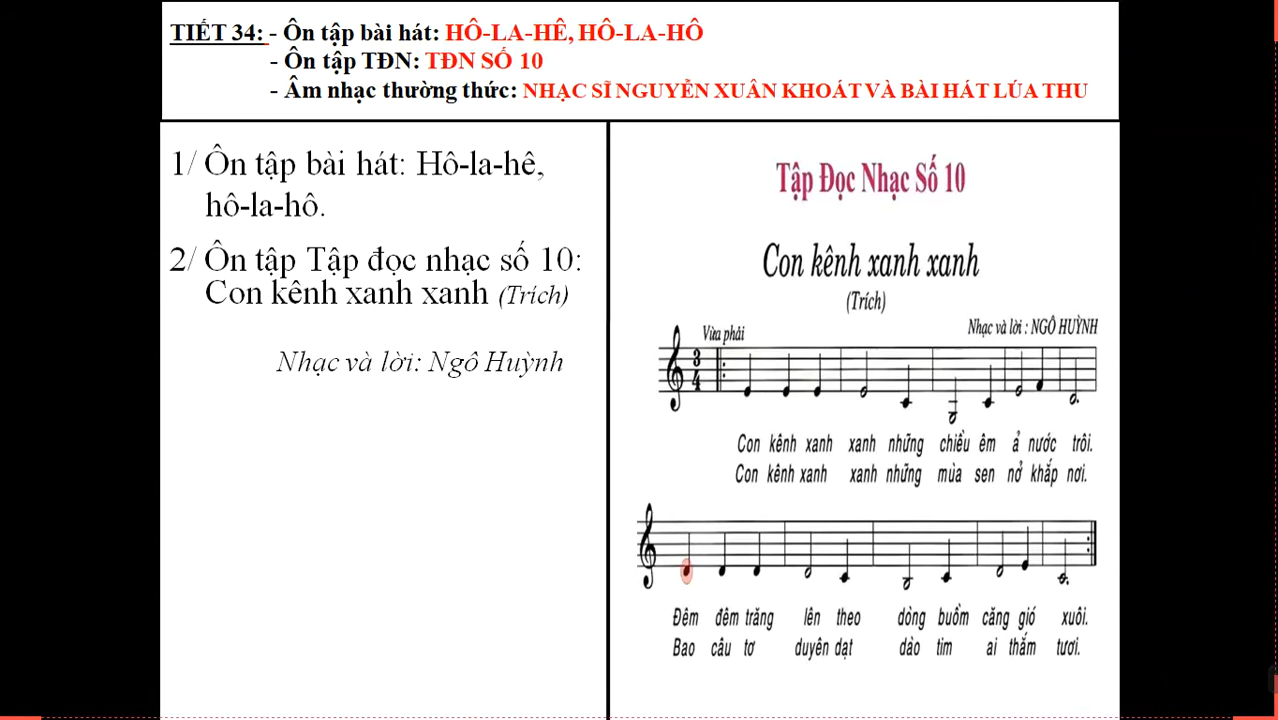 TIẾT 34: - Ôn tập bài hát: HÔ-LA-HÊ, HÔ-LA-HÔ
- Ôn tập TĐN: TĐN SỐ 10
- Âm nhạc thường thức: NHẠC SĨ NGUYỄN XUÂN KHOÁT VÀ BÀI HÁT LÚA THU
1/ Ôn tập bài hát: Hô-la-hê,
hô-la-hô.
2/ Ôn tập Tập đọc nhạc số 10:
Con kênh xanh xanh (Trích)
Nhạc và lời: Ngô Huỳnh
Tập Đọc Nhạc Số 10
Con kênh xanh xanh
(Trích)
Vừa phải
Nhạc và lời : NGÔ HUỲNH
3
4
Con kênh xanh xanh những chiều êm ả nước trôi.
Con kênh xanh xanh những mùa sen nở khắp nơi.
Đêm đêm trăng lên theo dòng buồm căng gió xuôi.
Bao câu tơ duyên dạt dào tim ai thắm tươi.